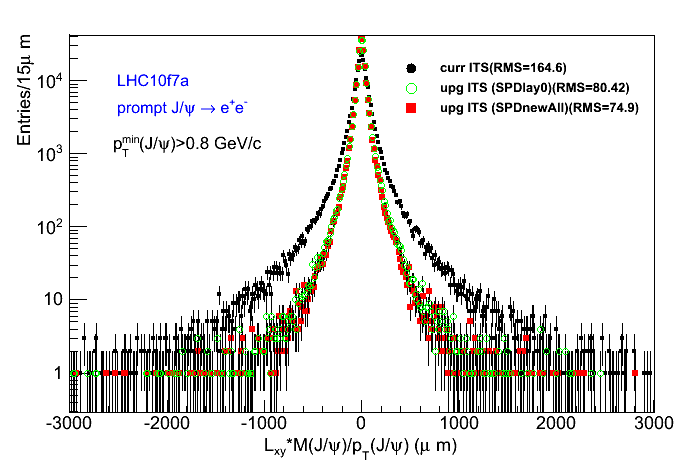 Entries/15μ m
10⁴
10³
10²
10
1
LHC10f7a
prompt J/ψ → e⁺e⁻
p_T^min(J/ψ)>0.8 GeV/c
curr ITS(RMS=164.6)
upg ITS (SPDlay0)(RMS=80.42)
upg ITS (SPDnewAll)(RMS=74.9)
-3000 -2000 -1000 0 1000 2000 3000
L_xy*M(J/ψ)/p_T(J/ψ) (μ m)